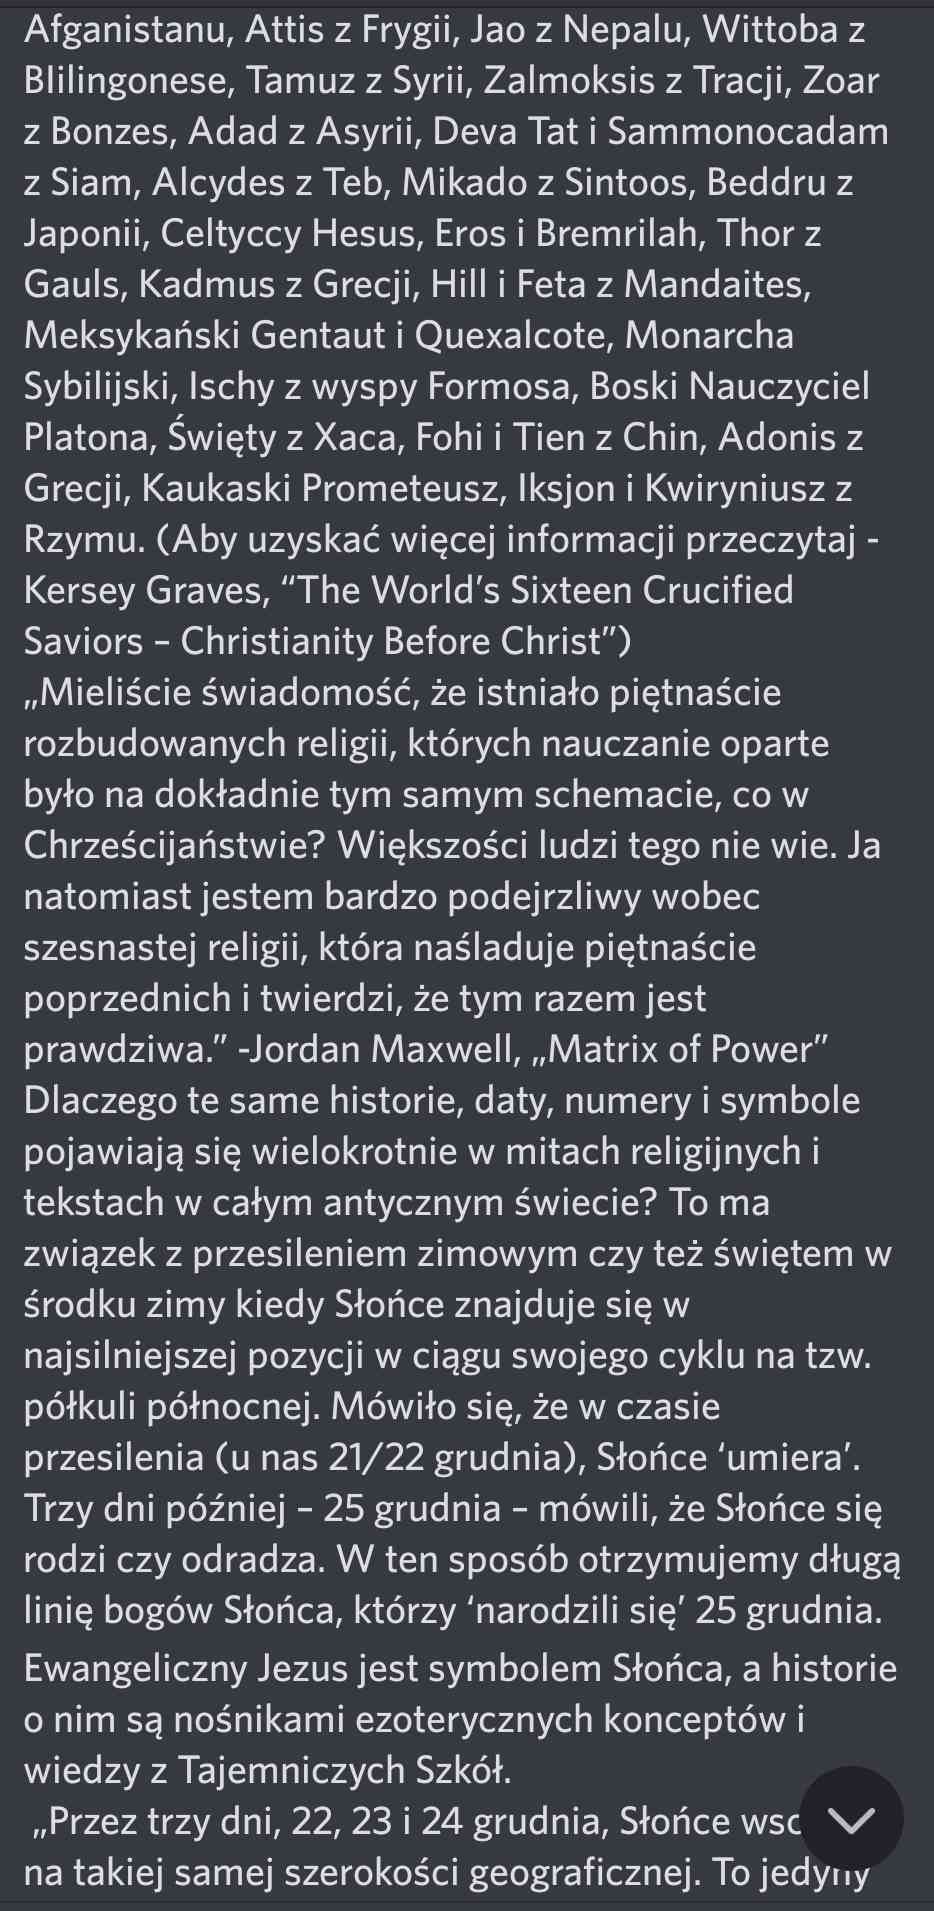 Afganistanu, Attis z Frygii, Jao z Nepalu, Wittoba z
Bliilingonese, Tamuz z Syrii, Zalmoksis z Tracji, Zoar
z Bonzes, Adad z Asyrii, Deva Tat i Sammonocadam
z Siam, Alcydes z Teb, Mikado z Sintoos, Beddru z
Japonii, Celtyccy Hesus, Eros i Bremrilah, Thor z
Gauls, Kadmus z Grecji, Hill i Feta z Mandaites,
Meksykański Gentaut i Quexalcote, Monarcha
Sybilijski, Ischy z wyspy Formosa, Boski Nauczyciel
Platona, Święty z Xaca, Fohi i Tien z Chin, Adonis z
Grecji, Kaukaski Prometeusz, Iksjon i Kwiryniusz z
Rzymu. (Aby uzyskać więcej informacji przeczytaj -
Kersey Graves, “The World’s Sixteen Crucified
Saviors – Christianity Before Christ”)
„Mieliście świadomość, że istniało piętnaście
rozbudowanych religii, których nauczanie oparte
było na dokładnie tym samym schemacie, co w
Chrześcijaństwie? Większości ludzi tego nie wie. Ja
natomiast jestem bardzo podejrzliwy wobec
szesnastej religii, która naśladuje piętnaście
poprzednich i twierdzi, że tym razem jest
prawdziwa.” -Jordan Maxwell, „Matrix of Power”
Dlaczego te same historie, daty, numery i symbole
pojawiają się wielokrotnie w mitach religijnych i
tekstach w całym antycznym świecie? To ma
związek z przesileniem zimowym czy też świętem w
środku zimy kiedy Słońce znajduje się w
najsilniejszej pozycji w ciągu swojego cyklu na tzw.
półkuli północnej. Mówiło się, że w czasie
przesilenia (u nas 21/22 grudnia), Słońce ‘umiera’.
Trzy dni później – 25 grudnia – mówili, że Słońce się
rodzi czy odradza. W ten sposób otrzymujemy długą
linię bogów Słońca, którzy ‘narodzili się’ 25 grudnia.
Ewangeliczny Jezus jest symbolem Słońca, a historie
o nim są nośnikami ezoterycznych konceptów i
wiedzy z Tajemniczych Szkół.
„Przez trzy dni, 22, 23 i 24 grudnia, Słońce
na takiej samej szerokości geograficznej. To jedyny